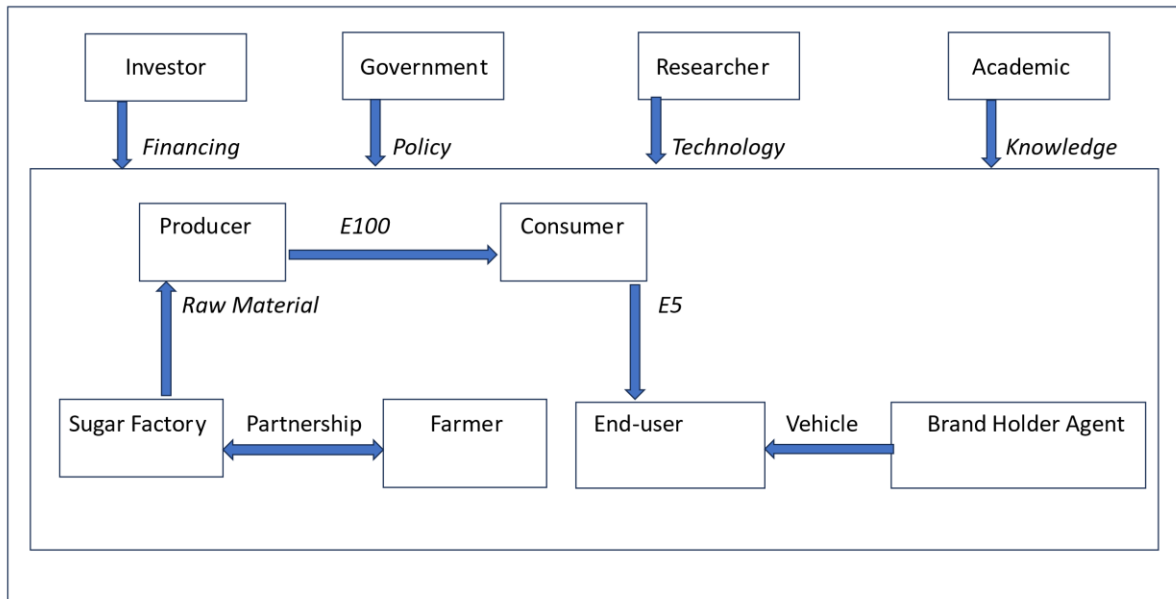 Investor
Government
Researcher
Academic
Financing
Policy
Technology
Knowledge
Producer
E100
Consumer
Raw Material
E5
Sugar Factory
Partnership
Farmer
End-user
Vehicle
Brand Holder Agent